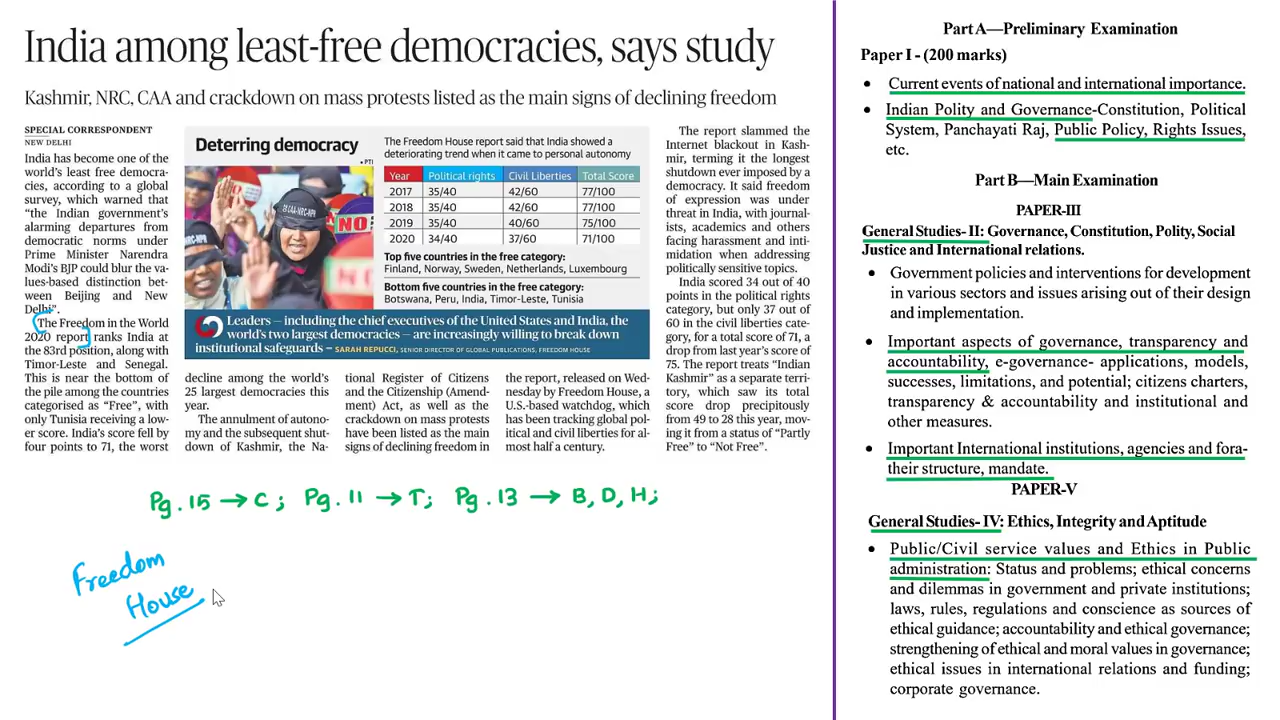 India among least-free democracies, says study
Kashmir, NRC, CAA and crackdown on mass protests listed as the main signs of declining freedom
SPECIAL CORRESPONDENT
NEW DELHI
India has become one of the
world's least free democra-
cies, according to a global
survey, which warned that
"the Indian government's
alarming departures from
democratic norms under
Prime Minister Narendra
Modi's BJP could blur the va-
lues-based distinction bet-
ween Beijing and New
Delhi".
The Freedom in the World
2020 report ranks India at
the 83rd position, along with
Timor-Leste and Senegal.
This is near the bottom of
the pile among the countries
categorised as "Free", with
only Tunisia receiving a low-
er score. India's score fell by
four points to 71, the worst
Deterring democracy
• PTI
NO
The Freedom House report said that India showed a
deteriorating trend when it came to personal autonomy
Year Political rights Civil Liberties Total Score
2017 35/40 42/60 77/100
2018 35/40 42/60 77/100
2019 35/40 40/60 75/100
2020 34/40 37/60 71/100
Top five countries in the free category:
Finland, Norway, Sweden, Netherlands, Luxembourg
Bottom five countries in the free category:
Botswana, Peru, India, Timor-Leste, Tunisia
Leaders – including the chief executives of the United States and India, the
world's two largest democracies – are increasingly willing to break down
institutional safeguards – SARAH REPUCCI, SENIOR DIRECTOR OF GLOBAL PUBLICATIONS, FREEDOM HOUSE
decline among the world's
25 largest democracies this
year.
The annulment of autono-
my and the subsequent shut-
down of Kashmir, the Na-
tional Register of Citizens
and the Citizenship (Amend-
ment) Act, as well as the
crackdown on mass protests
have been listed as the main
signs of declining freedom in
the report, released on Wed-
nesday by Freedom House, a
U.S.-based watchdog, which
has been tracking global pol-
itical and civil liberties for al-
most half a century.
The report slammed the
Internet blackout in Kash-
mir, terming it the longest
shutdown ever imposed by a
democracy. It said freedom
of expression was under
threat in India, with journal-
ists, academics and others
facing harassment and inti-
midation when addressing
politically sensitive topics.
India scored 34 out of 40
points in the political rights
category, but only 37 out of
60 in the civil liberties cate-
gory, for a total score of 71, a
drop from last year's score of
75. The report treats "Indian
Kashmir" as a separate terri-
tory, which saw its total
score drop precipitously
from 49 to 28 this year, mov-
ing it from a status of "Partly
Free" to "Not Free".
Pg. 15 → C; Pg. 11 → T; Pg. 13 → B, D, H;
Freedom
House
Part A—Preliminary Examination
Paper I - (200 marks)
• Current events of national and international importance.
• Indian Polity and Governance-Constitution, Political
System, Panchayati Raj, Public Policy, Rights Issues,
etc.
Part B—Main Examination
PAPER-III
General Studies- II: Governance, Constitution, Polity, Social
Justice and International relations.
• Government policies and interventions for development
in various sectors and issues arising out of their design
and implementation.
• Important aspects of governance, transparency and
accountability, e-governance- applications, models,
successes, limitations, and potential; citizens charters,
transparency & accountability and institutional and
other measures.
• Important International institutions, agencies and fora-
their structure, mandate.
PAPER-V
General Studies- IV: Ethics, Integrity and Aptitude
• Public/Civil service values and Ethics in Public
administration: Status and problems; ethical concerns
and dilemmas in government and private institutions;
laws, rules, regulations and conscience as sources of
ethical guidance; accountability and ethical governance;
strengthening of ethical and moral values in governance;
ethical issues in international relations and funding;
corporate governance.